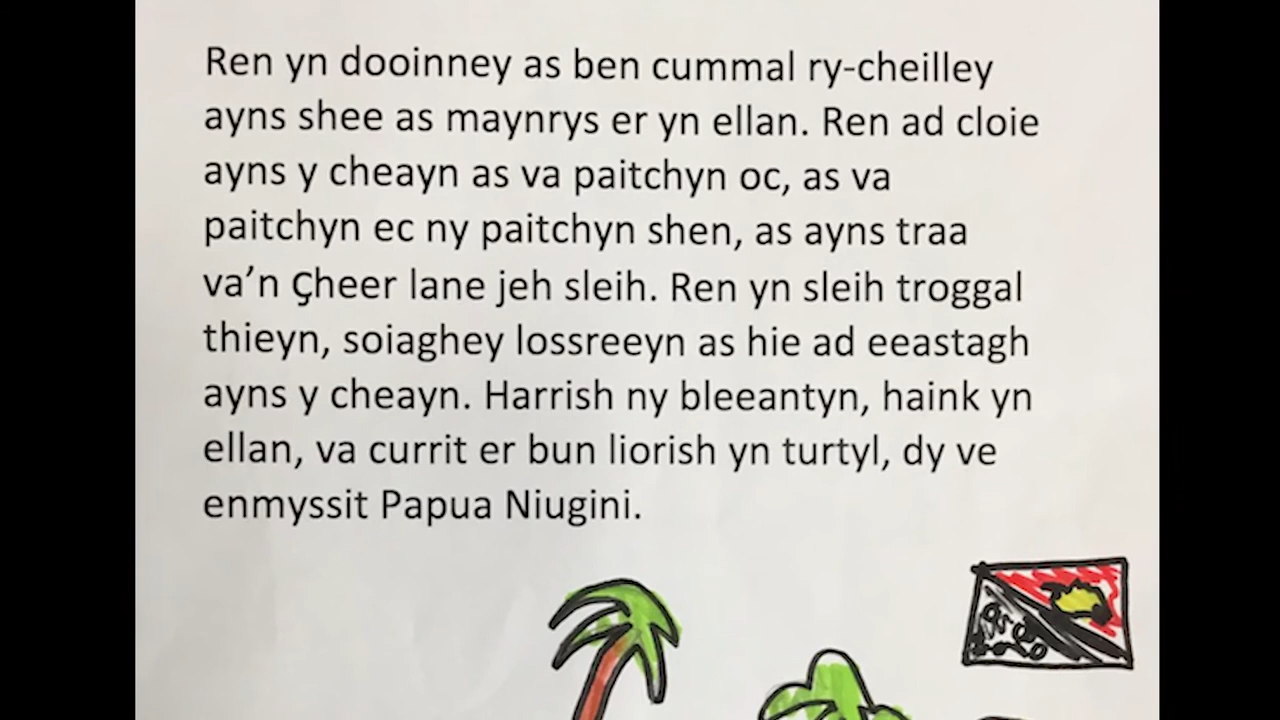 Ren yn dooinney as ben cummal ry-cheilley
ayns shee as maynrys er yn ellan. Ren ad cloie
ayns y cheayn as va paitchyn oc, as va
paitchyn ec ny paitchyn shen, as ayns traa
va’n Çheer lane jeh sleih. Ren yn sleih troggal
thieyn, soiaghey lossreeyn as hie ad eeastagh
ayns y cheayn. Harrish ny bleeantyn, haink yn
ellan, va currit er bun liorish yn turtyl, dy ve
enmyssit Papua Niugini.